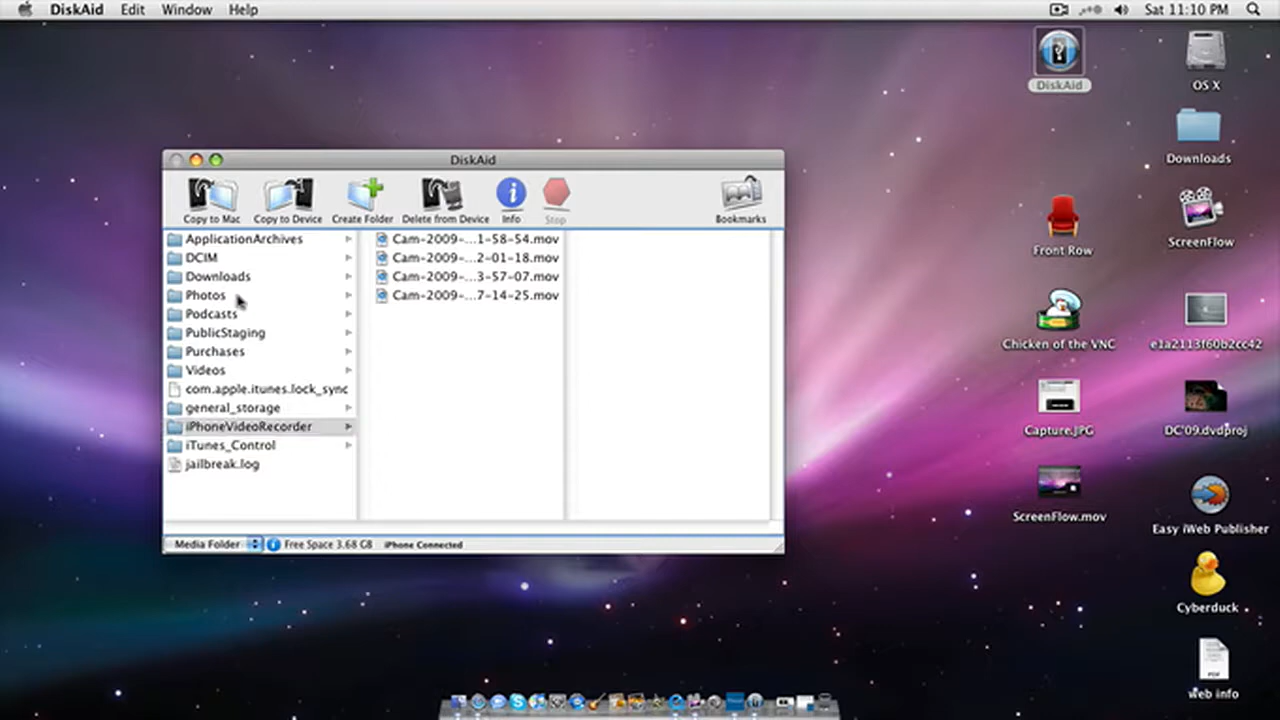 DiskAid Edit Window Help Sat 11:10 PM
DiskAid
OS X
Downloads
ScreenFlow
Front Row
Chicken of the VNC
e1a2113f60b2cc42
Capture.JPG
DC'09.dvdproj
ScreenFlow.mov
Easy iWeb Publisher
Cyberduck
web info
PDF
DiskAid
Copy to Mac Copy to Device Create Folder Delete from Device Info Stop Bookmarks
ApplicationArchives
DCIM
Downloads
Photos
Podcasts
PublicStaging
Purchases
Videos
com.apple.itunes.lock_sync
general_storage
iPhoneVideoRecorder
iTunes_Control
jailbreak.log
Cam-2009-...1-58-54.mov
Cam-2009-...2-01-18.mov
Cam-2009-...3-57-07.mov
Cam-2009-...7-14-25.mov
Media Folder Free Space 3.68 GB iPhone Connected